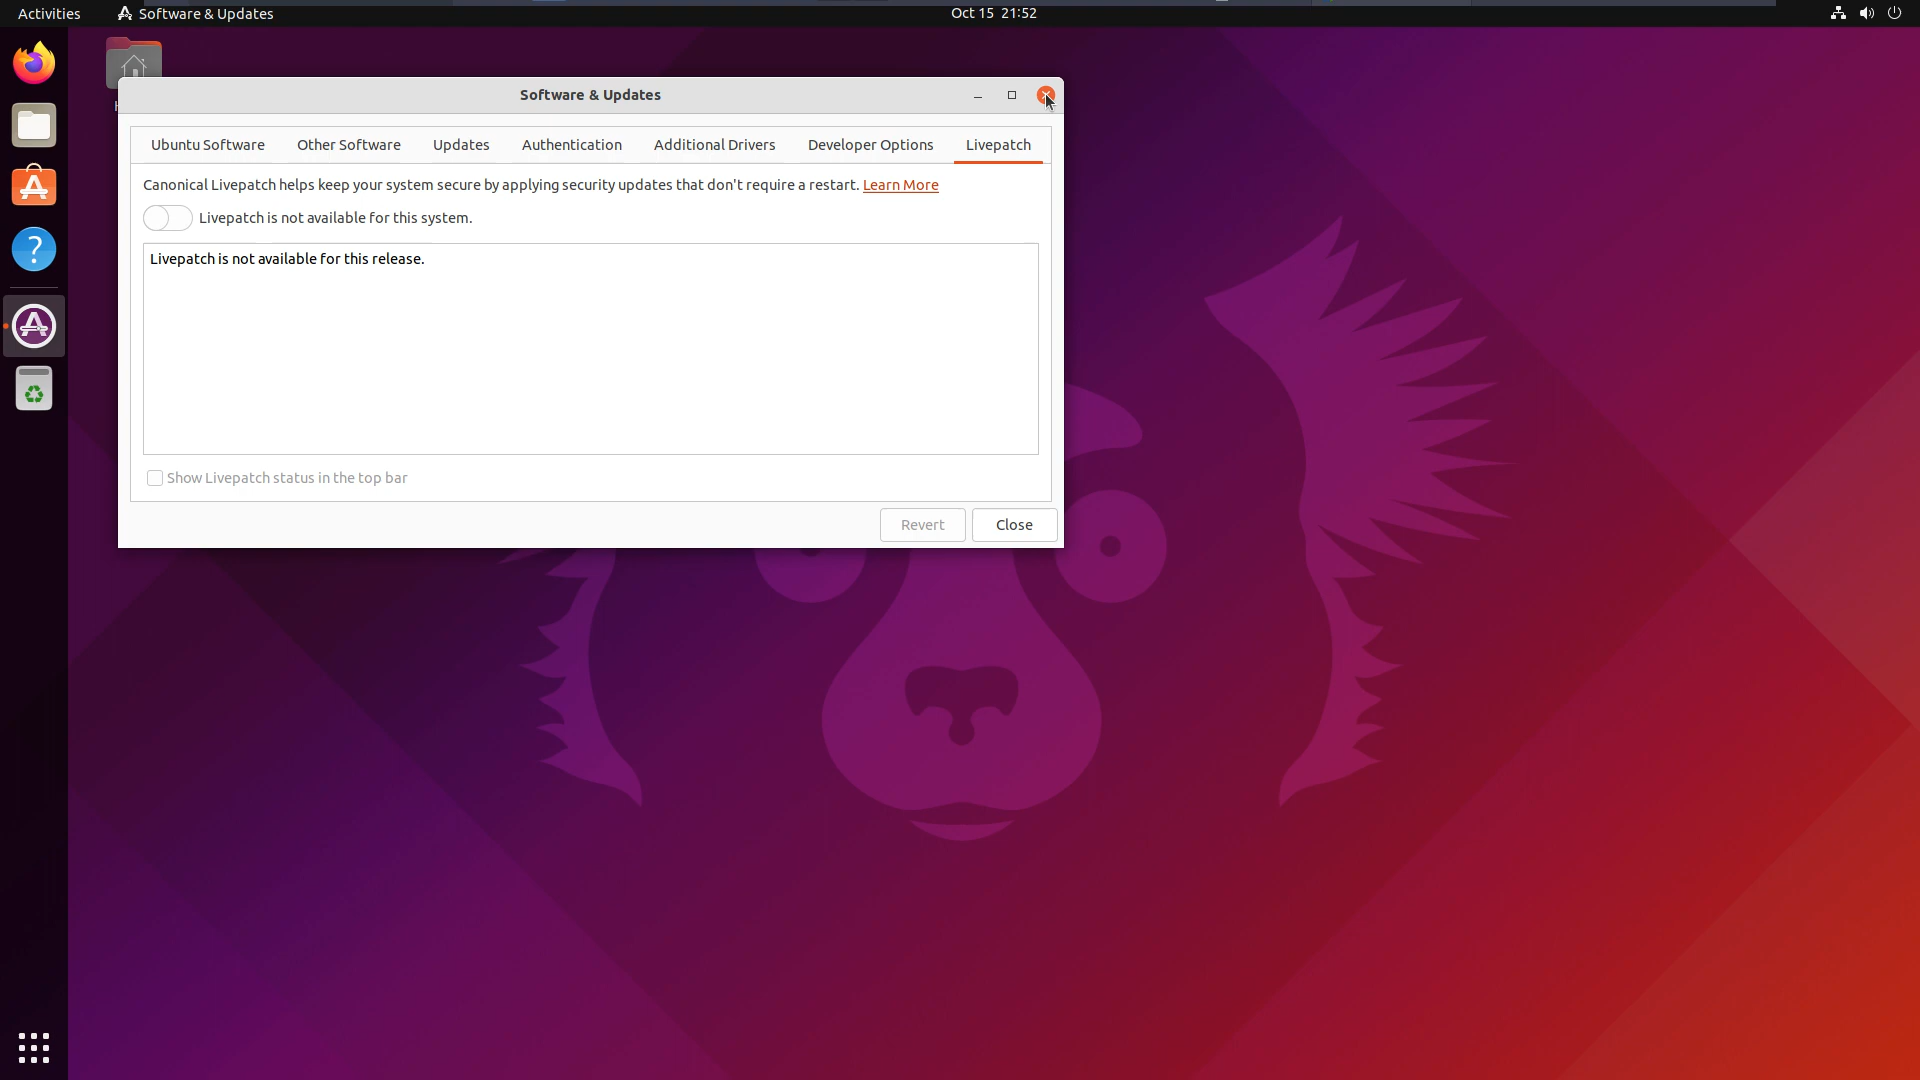 Activities
Software & Updates
Oct 15 21:52
Software & Updates
Ubuntu Software
Other Software
Updates
Authentication
Additional Drivers
Developer Options
Livepatch
Canonical Livepatch helps keep your system secure by applying security updates that don't require a restart. Learn More
Livepatch is not available for this system.
Livepatch is not available for this release.
Show Livepatch status in the top bar
Revert
Close